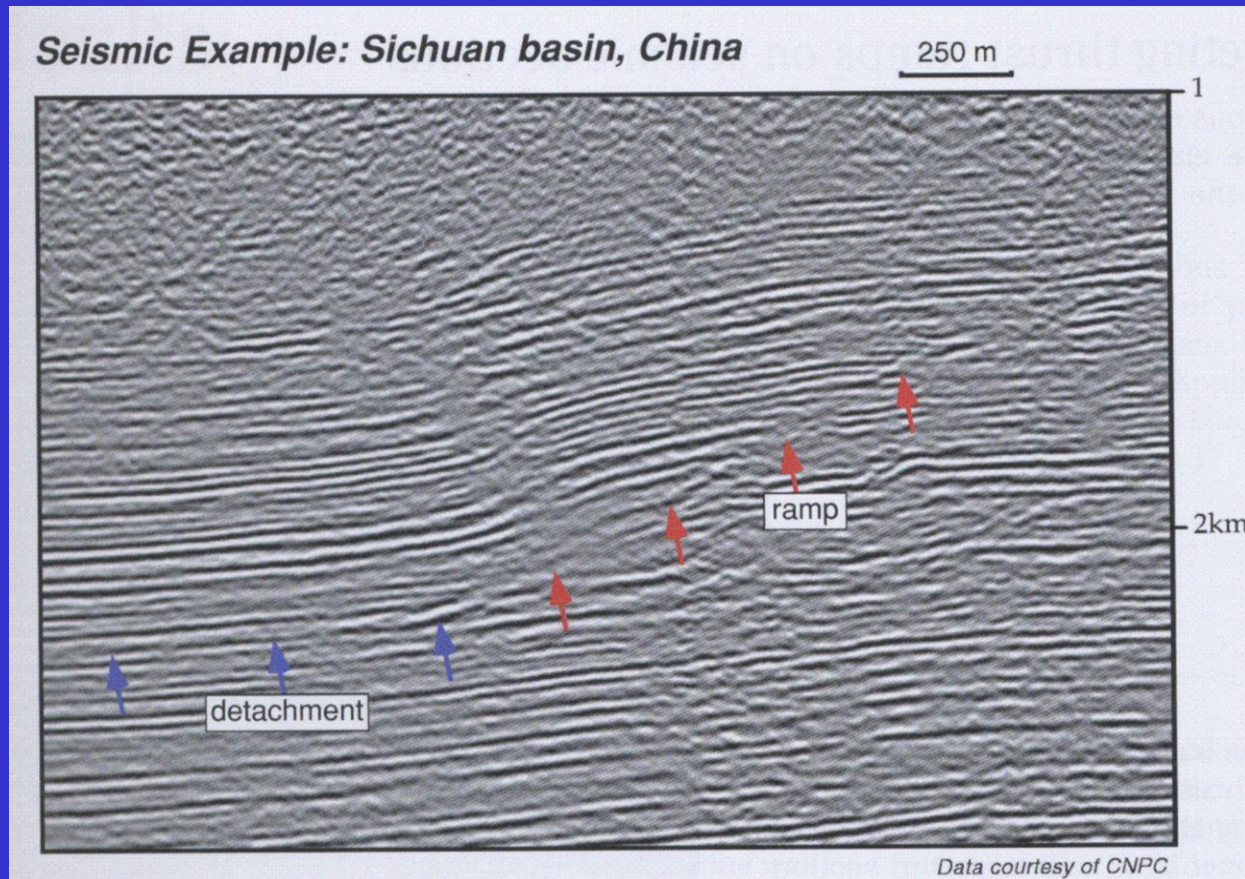 Seismic Example: Sichuan basin, China
250 m
1
ramp
2km
detachment
Data courtesy of CNPC